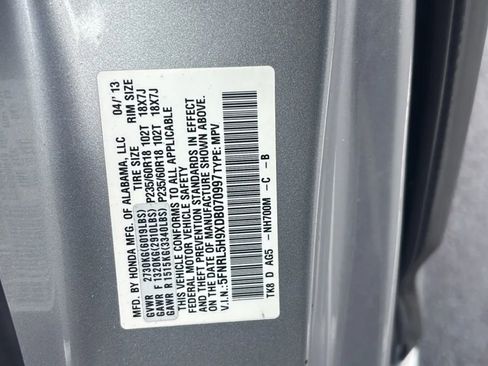 MFD. BY HONDA MFG. OF ALABAMA, LLC 04/'13
TIRE SIZE RIM SIZE
GVWR 2730KG(6019LBS)
GAWR F 1320KG(2910LBS) P235/60R18 102T 18X7J
GAWR R 1515KG(3340LBS) P235/60R18 102T 18X7J
THIS VEHICLE CONFORMS TO ALL APPLICABLE
FEDERAL MOTOR VEHICLE SAFETY
AND THEFT PREVENTION STANDARDS IN EFFECT
ON THE DATE OF MANUFACTURE SHOWN ABOVE.
V.I.N.:5FNRL5H9XDB070997 TYPE: MPV
TK8 D AG5 -NH700M -C -B